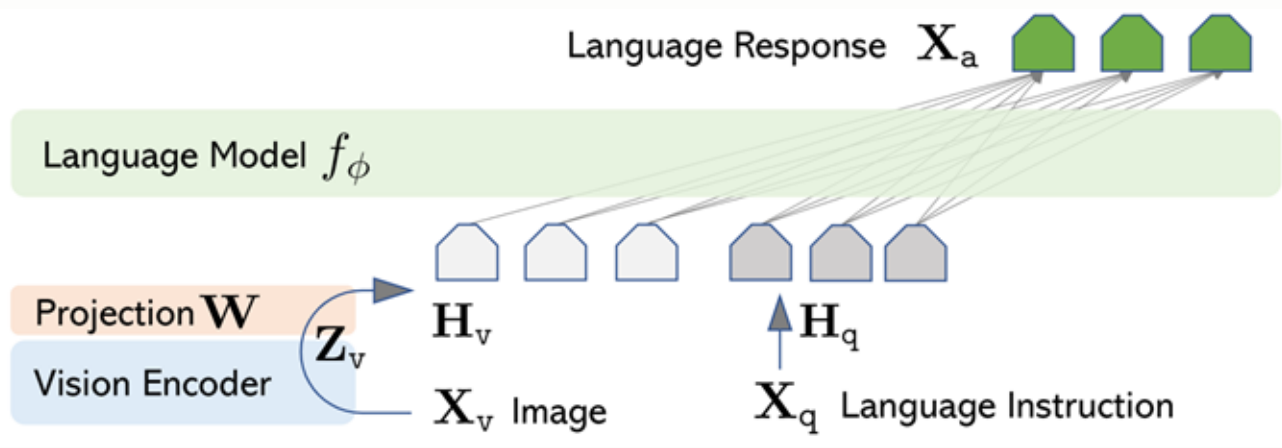 Language Response X_a
Language Model f_ϕ
Projection W
Z_v
H_v
H_q
Vision Encoder
X_v Image
X_q Language Instruction